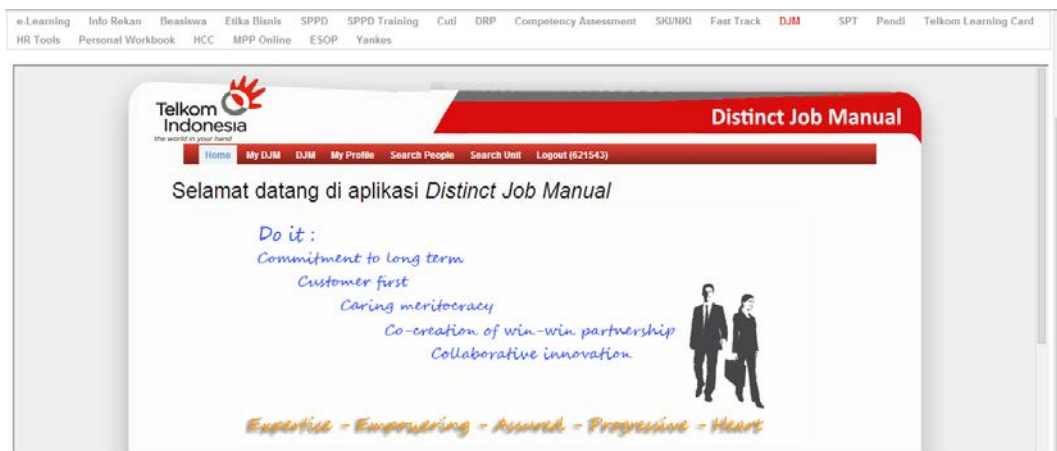 e-Learning Info Rekan Beasiswa Etika Bisnis SPPD SPPD Training Cuti DRP Competency Assessment SKI/NKI Fast Track DJM SPT Pendi Telkom Learning Card
HR Tools Personal Workbook HCC MPP Online ESOP Yankes
Telkom
Indonesia
the world in your hand
Distinct Job Manual
Home My DJM DJM My Profile Search People Search Unit Logout (621543)
Selamat datang di aplikasi Distinct Job Manual
Do it :
Commitment to long term
Customer first
Caring meritocracy
Co-creation of win-win partnership
Collaborative innovation
Expertise - Empowering - Assured - Progressive - Heart